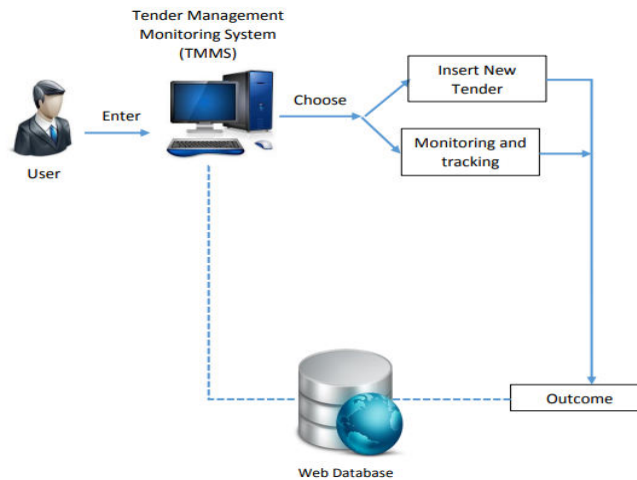 Tender Management
Monitoring System
(TMMS)
User
Enter
Choose
Insert New
Tender
Monitoring and
tracking
Outcome
Web Database